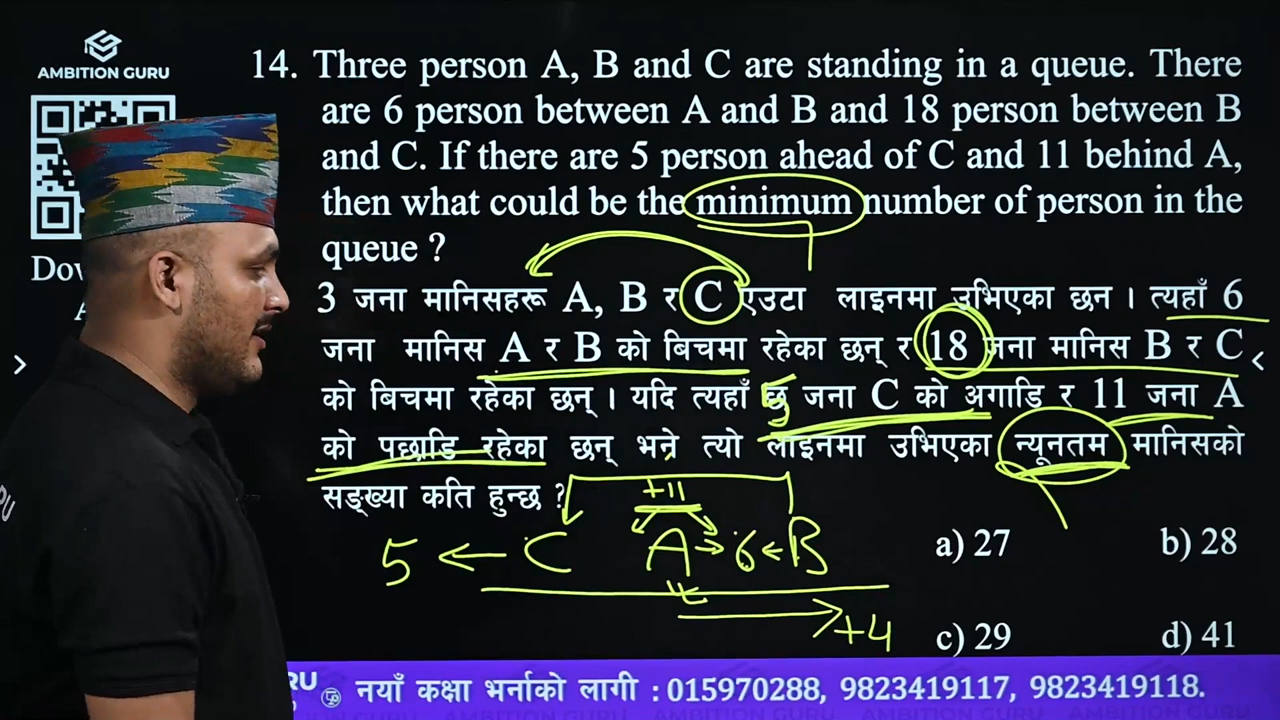 AMBITION GURU
14. Three person A, B and C are standing in a queue. There
are 6 person between A and B and 18 person between B
and C. If there are 5 person ahead of C and 11 behind A,
then what could be the minimum number of person in the
queue ?
3 जना मानिसहरू A, B र C एउटा लाइनमा उभिएका छन । त्यहाँ 6
जना मानिस A र B को बिचमा रहेका छन् र 18 जना मानिस B र C
को बिचमा रहेका छन् । यदि त्यहाँ 5 जना C को अगाडि र 11 जना A
को पछाडि रहेका छन् भन्ने त्यो लाइनमा उभिएका न्यूनतम मानिसको
सङ्ख्या कति हुन्छ ?
+11
5 ← C A → 6 ← B
+4
a) 27 b) 28
c) 29 d) 41
RU नयाँ कक्षा भर्नाको लागी : 015970288, 9823419117, 9823419118.